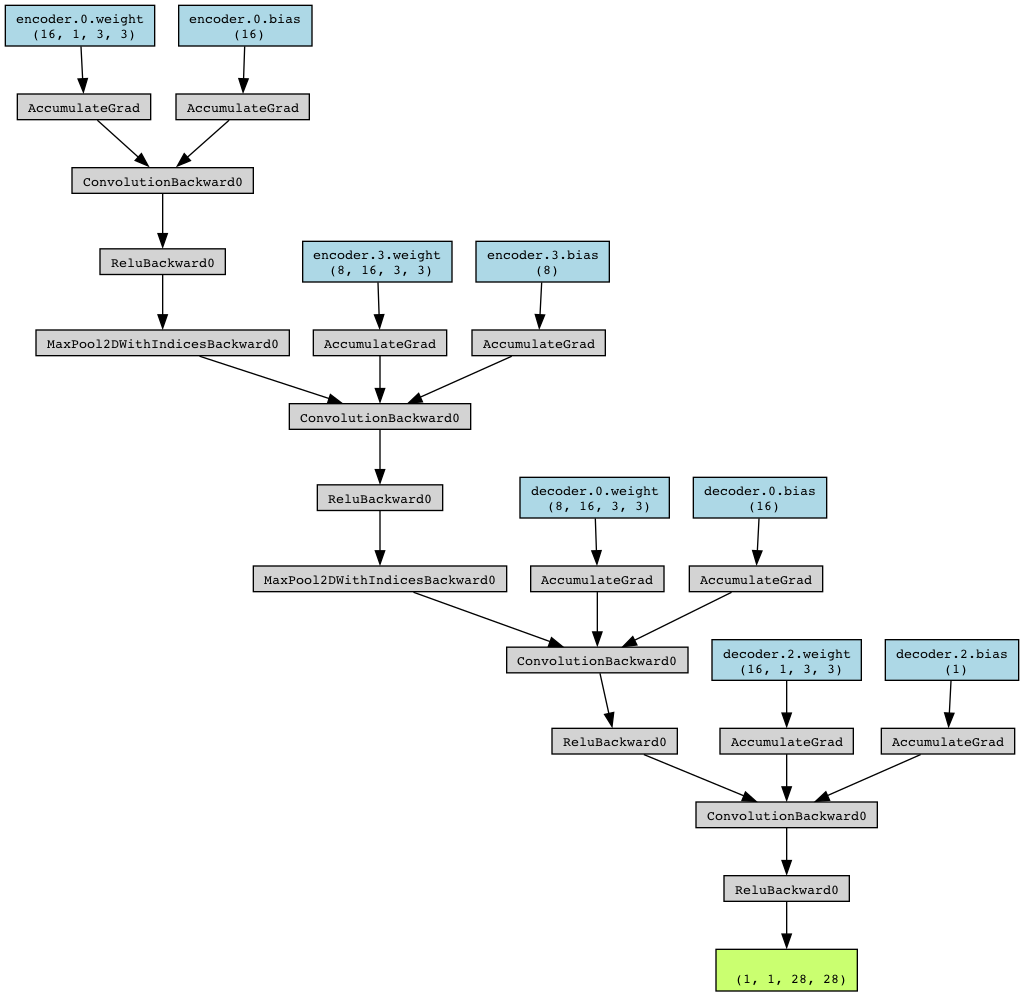 encoder.0.weight
(16, 1, 3, 3)
encoder.0.bias
(16)
AccumulateGrad
AccumulateGrad
ConvolutionBackward0
ReluBackward0
encoder.3.weight
(8, 16, 3, 3)
encoder.3.bias
(8)
MaxPool2DWithIndicesBackward0
AccumulateGrad
AccumulateGrad
ConvolutionBackward0
ReluBackward0
decoder.0.weight
(8, 16, 3, 3)
decoder.0.bias
(16)
MaxPool2DWithIndicesBackward0
AccumulateGrad
AccumulateGrad
ConvolutionBackward0
decoder.2.weight
(16, 1, 3, 3)
decoder.2.bias
(1)
ReluBackward0
AccumulateGrad
AccumulateGrad
ConvolutionBackward0
ReluBackward0
(1, 1, 28, 28)